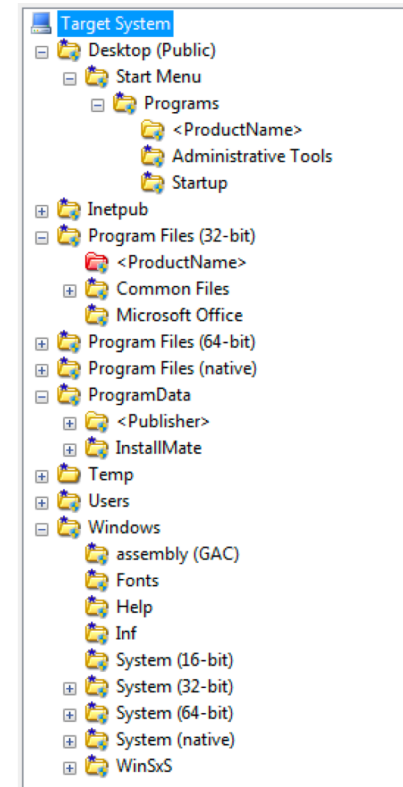 Target System
Desktop (Public)
Start Menu
Programs
<ProductName>
Administrative Tools
Startup
Inetpub
Program Files (32-bit)
<ProductName>
Common Files
Microsoft Office
Program Files (64-bit)
Program Files (native)
ProgramData
<Publisher>
InstallMate
Temp
Users
Windows
assembly (GAC)
Fonts
Help
Inf
System (16-bit)
System (32-bit)
System (64-bit)
System (native)
WinSxS